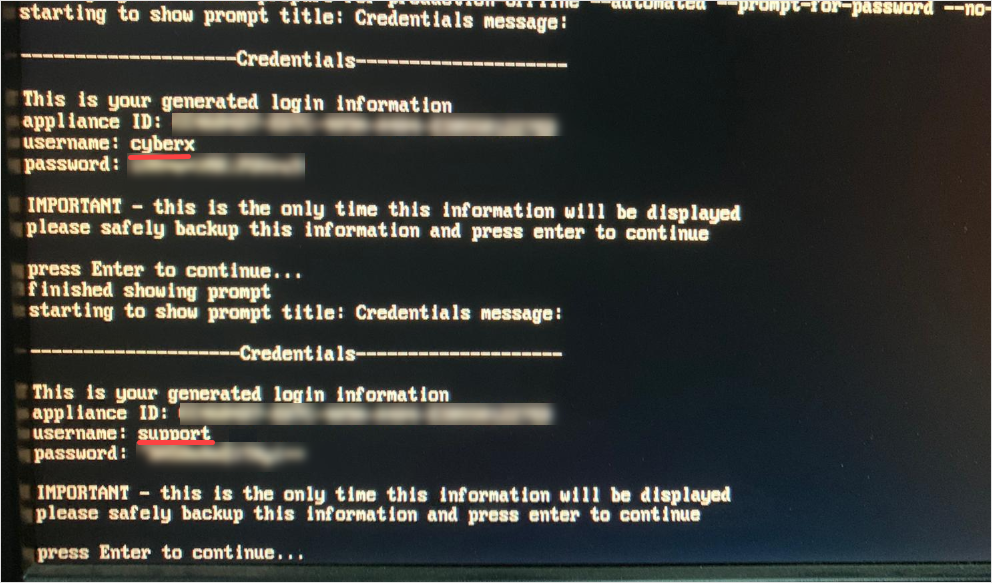 --automated --prompt-for-password --no-
starting to show prompt title: Credentials message:
--------------------Credentials--------------------
This is your generated login information
appliance ID:
username: cyberx
password:
IMPORTANT - this is the only time this information will be displayed
please safely backup this information and press enter to continue
press Enter to continue...
finished showing prompt
starting to show prompt title: Credentials message:
--------------------Credentials--------------------
This is your generated login information
appliance ID:
username: support
password:
IMPORTANT - this is the only time this information will be displayed
please safely backup this information and press enter to continue
press Enter to continue...